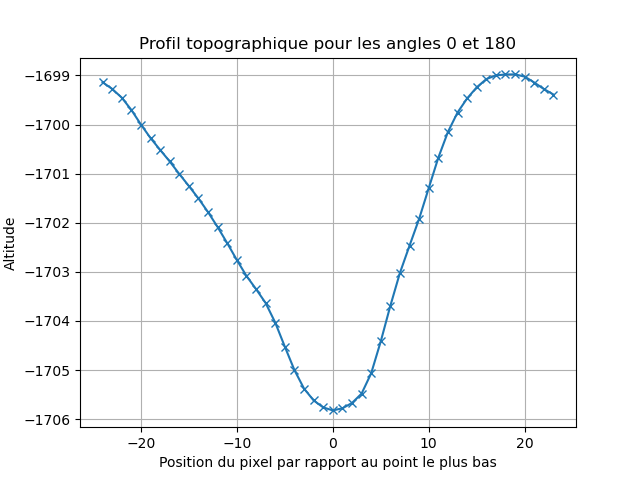 Profil topographique pour les angles 0 et 180
Altitude
−1699
−1700
−1701
−1702
−1703
−1704
−1705
−1706
−20 −10 0 10 20
Position du pixel par rapport au point le plus bas